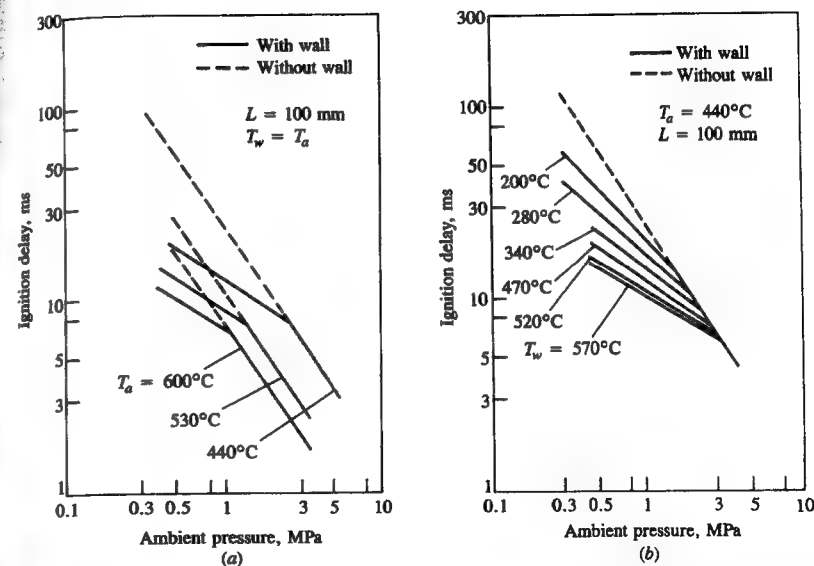 300
100
50
30
10
5
3
1
Ignition delay, ms
With wall
Without wall
L = 100 mm
T_w = T_a
T_a = 600°C
530°C
440°C
0.1 0.3 0.5 1 3 5 10
Ambient pressure, MPa
(a)
300
100
50
30
10
5
3
1
Ignition delay, ms
With wall
Without wall
T_a = 440°C
L = 100 mm
200°C
280°C
340°C
470°C
520°C
T_w = 570°C
0.1 0.3 0.5 1 3 5 10
Ambient pressure, MPa
(b)